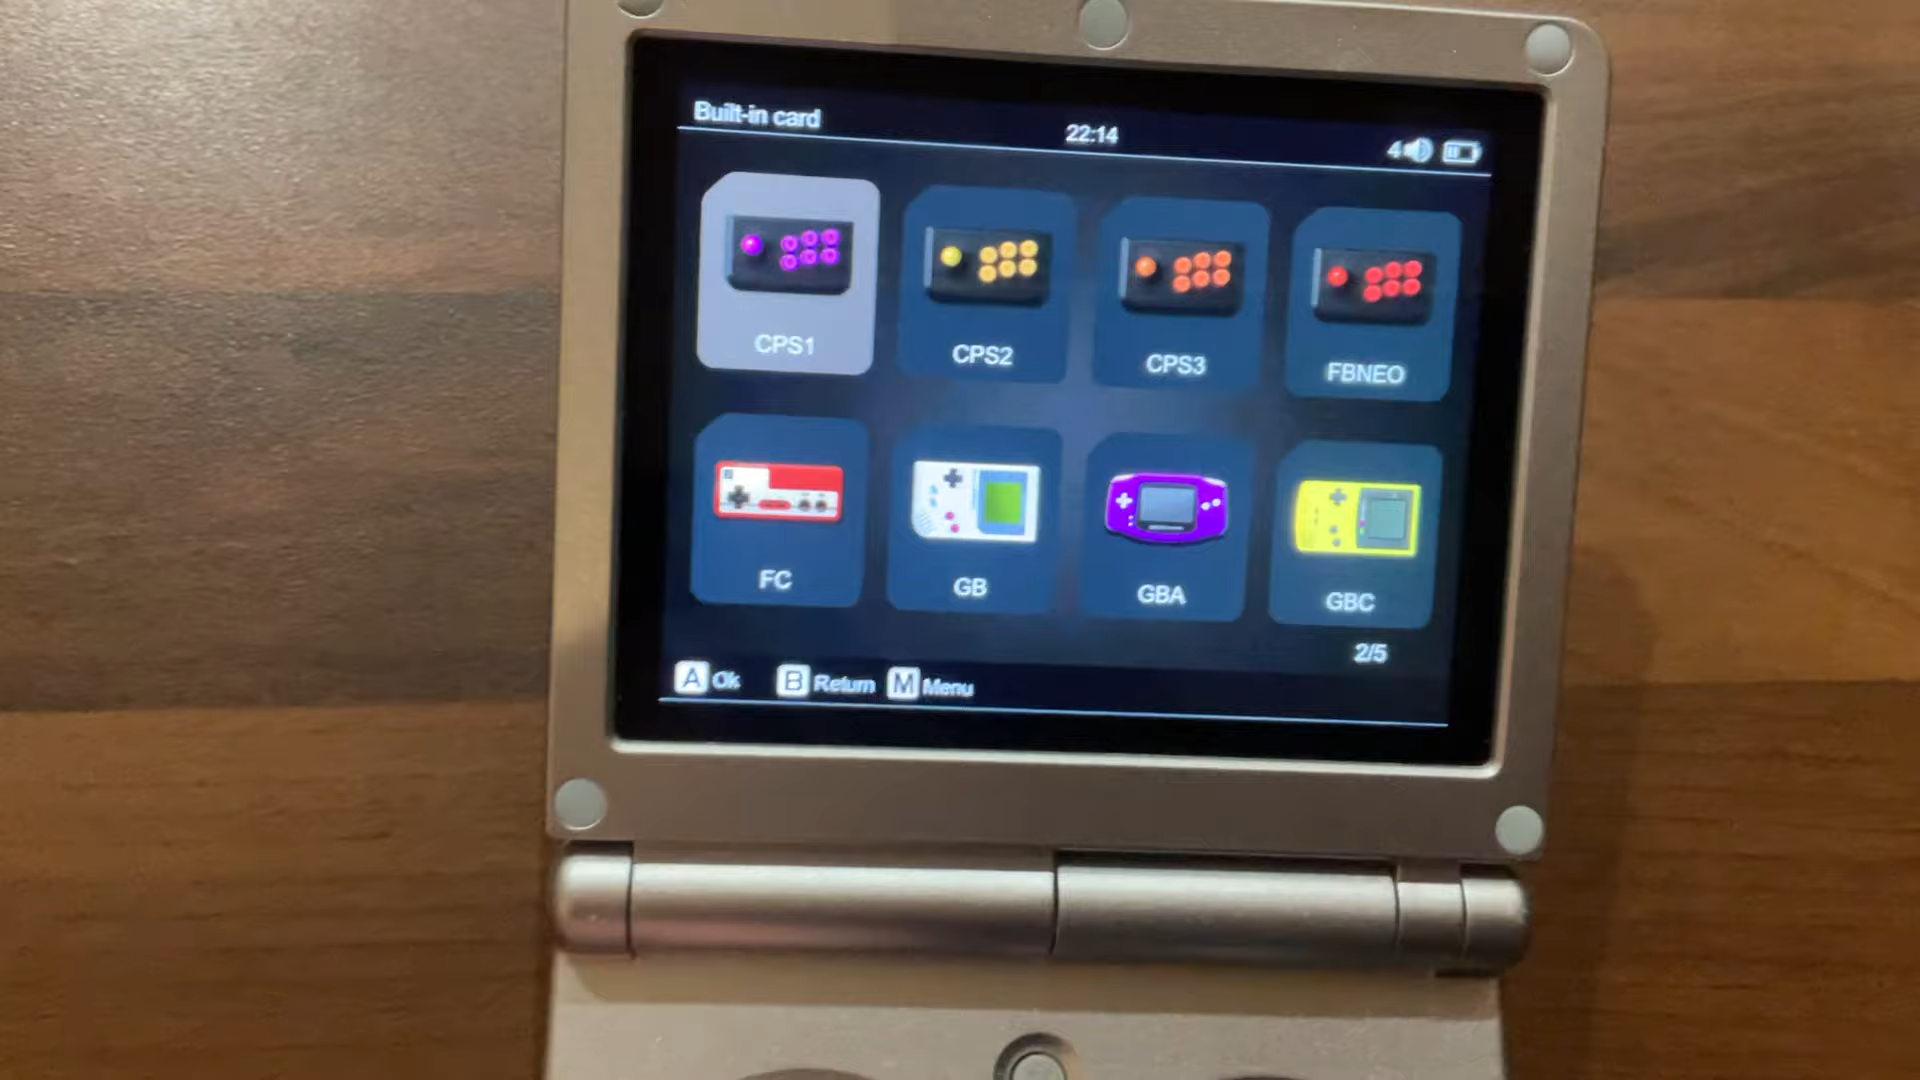 Built-in card
22:14
4
CPS1
CPS2
CPS3
FBNEO
FC
GB
GBA
GBC
2/5
A Ok B Return M Menu